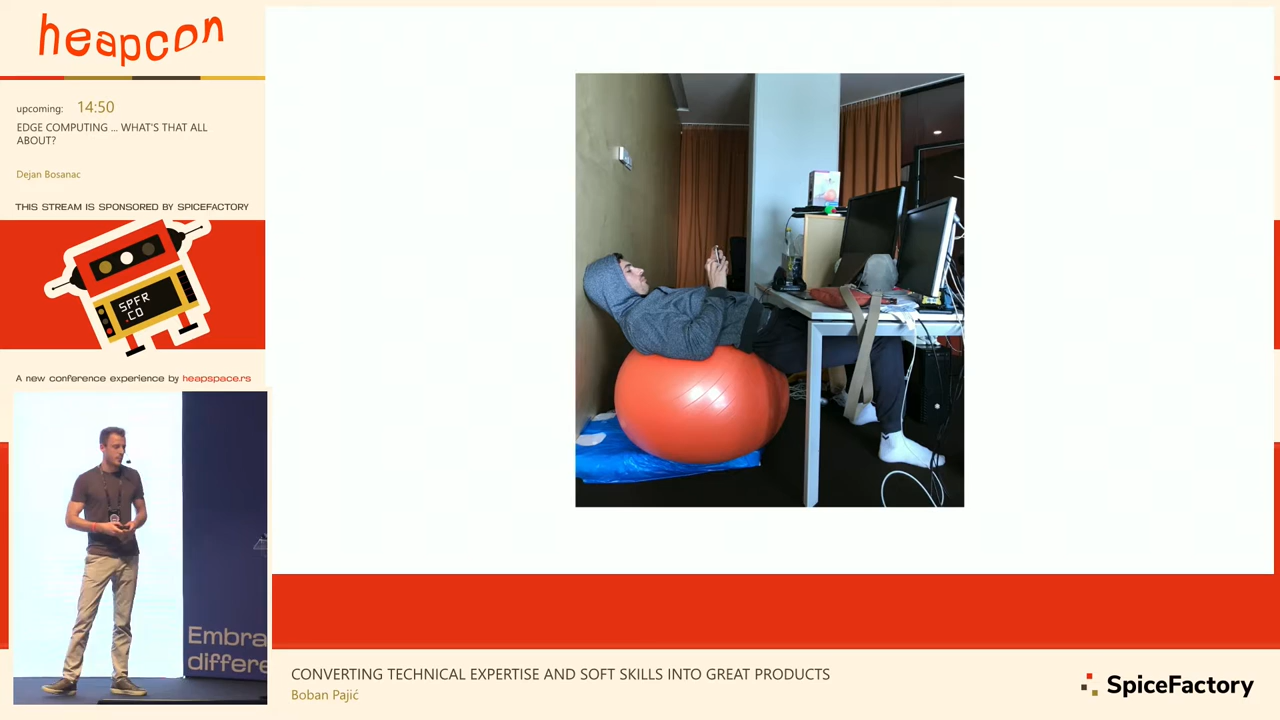 heapcon
upcoming: 14:50
EDGE COMPUTING ... WHAT'S THAT ALL
ABOUT?
Dejan Bosanac
THIS STREAM IS SPONSORED BY SPICEFACTORY
SPFR
.CO
A new conference experience by heapspace.rs
Embra
differe
CONVERTING TECHNICAL EXPERTISE AND SOFT SKILLS INTO GREAT PRODUCTS
Boban Pajić
SpiceFactory